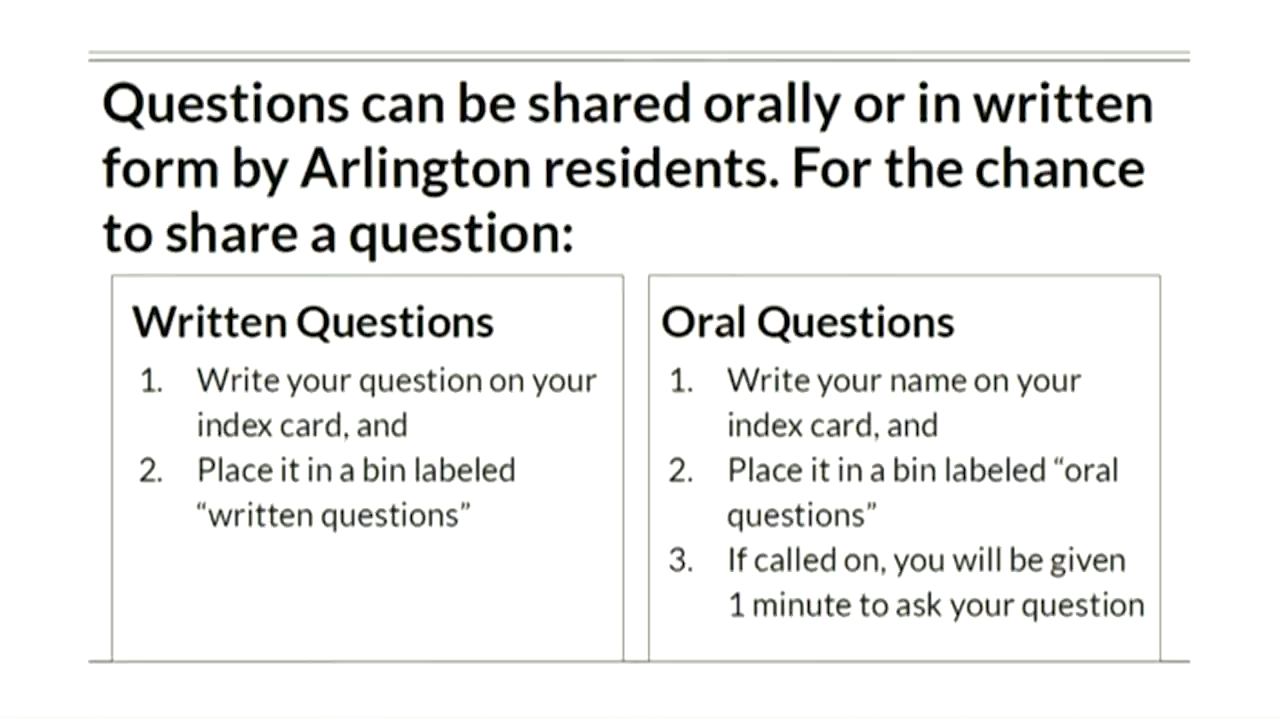 Questions can be shared orally or in written
form by Arlington residents. For the chance
to share a question:
Written Questions
1. Write your question on your
index card, and
2. Place it in a bin labeled
“written questions”
Oral Questions
1. Write your name on your
index card, and
2. Place it in a bin labeled “oral
questions”
3. If called on, you will be given
1 minute to ask your question